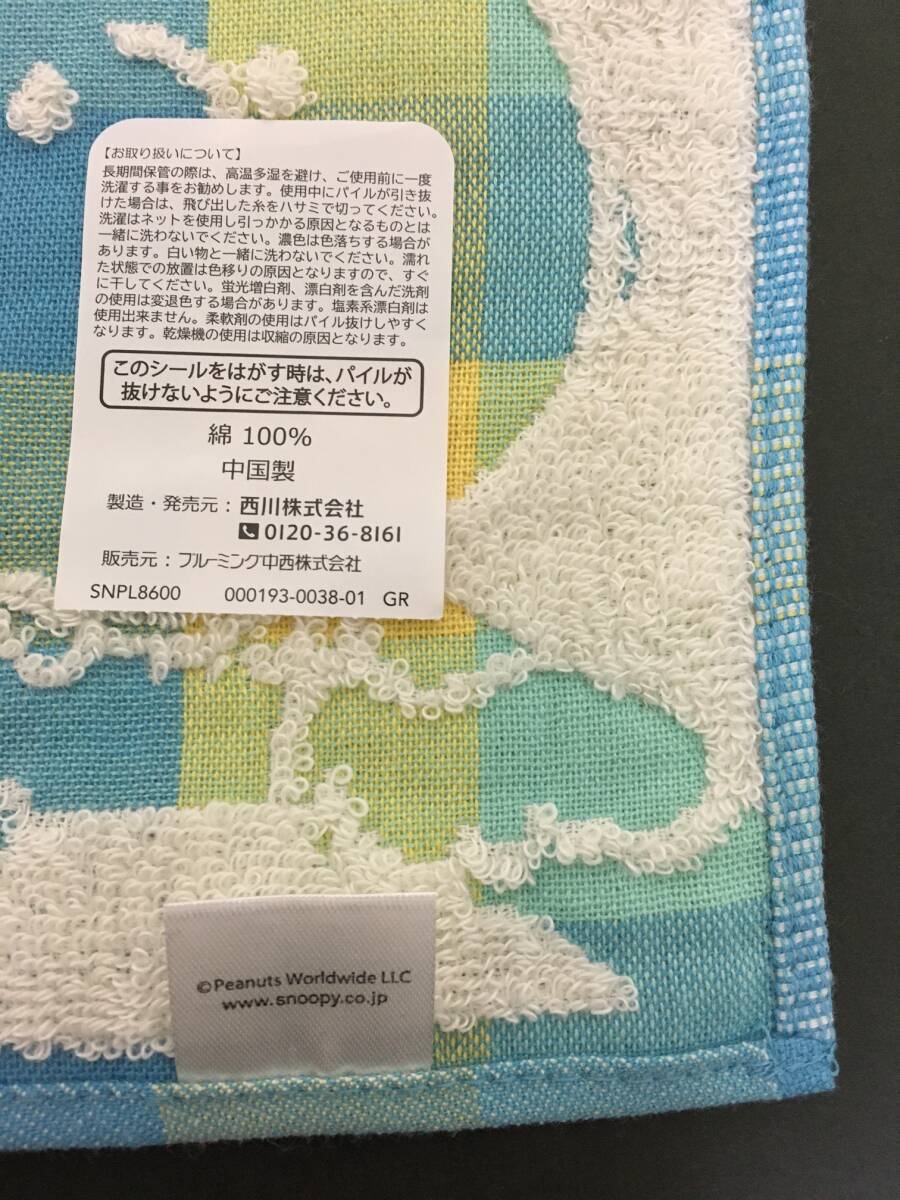 【お取り扱いについて】
長期間保管の際は、高温多湿を避け、ご使用前に一度
洗濯する事をお勧めします。使用中にパイルが引き抜
けた場合は、飛び出した糸をハサミで切ってください。
洗濯はネットを使用し引っかかる原因となるものとは
一緒に洗わないでください。濃色は色落ちする場合が
あります。白い物と一緒に洗わないでください。濡れ
た状態での放置は色移りの原因となりますので、すぐ
に干してください。蛍光増白剤、漂白剤を含んだ洗剤
の使用は変退色する場合があります。塩素系漂白剤は
使用出来ません。柔軟剤の使用はパイル抜けしやすく
なります。乾燥機の使用は収縮の原因となります。
このシールをはがす時は、パイルが
抜けないようにご注意ください。
綿 100%
中国製
製造・発売元：西川株式会社
0120-36-8161
販売元：ブルーミング中西株式会社
SNPL8600 000193-0038-01 GR
©Peanuts Worldwide LLC
www.snoopy.co.jp